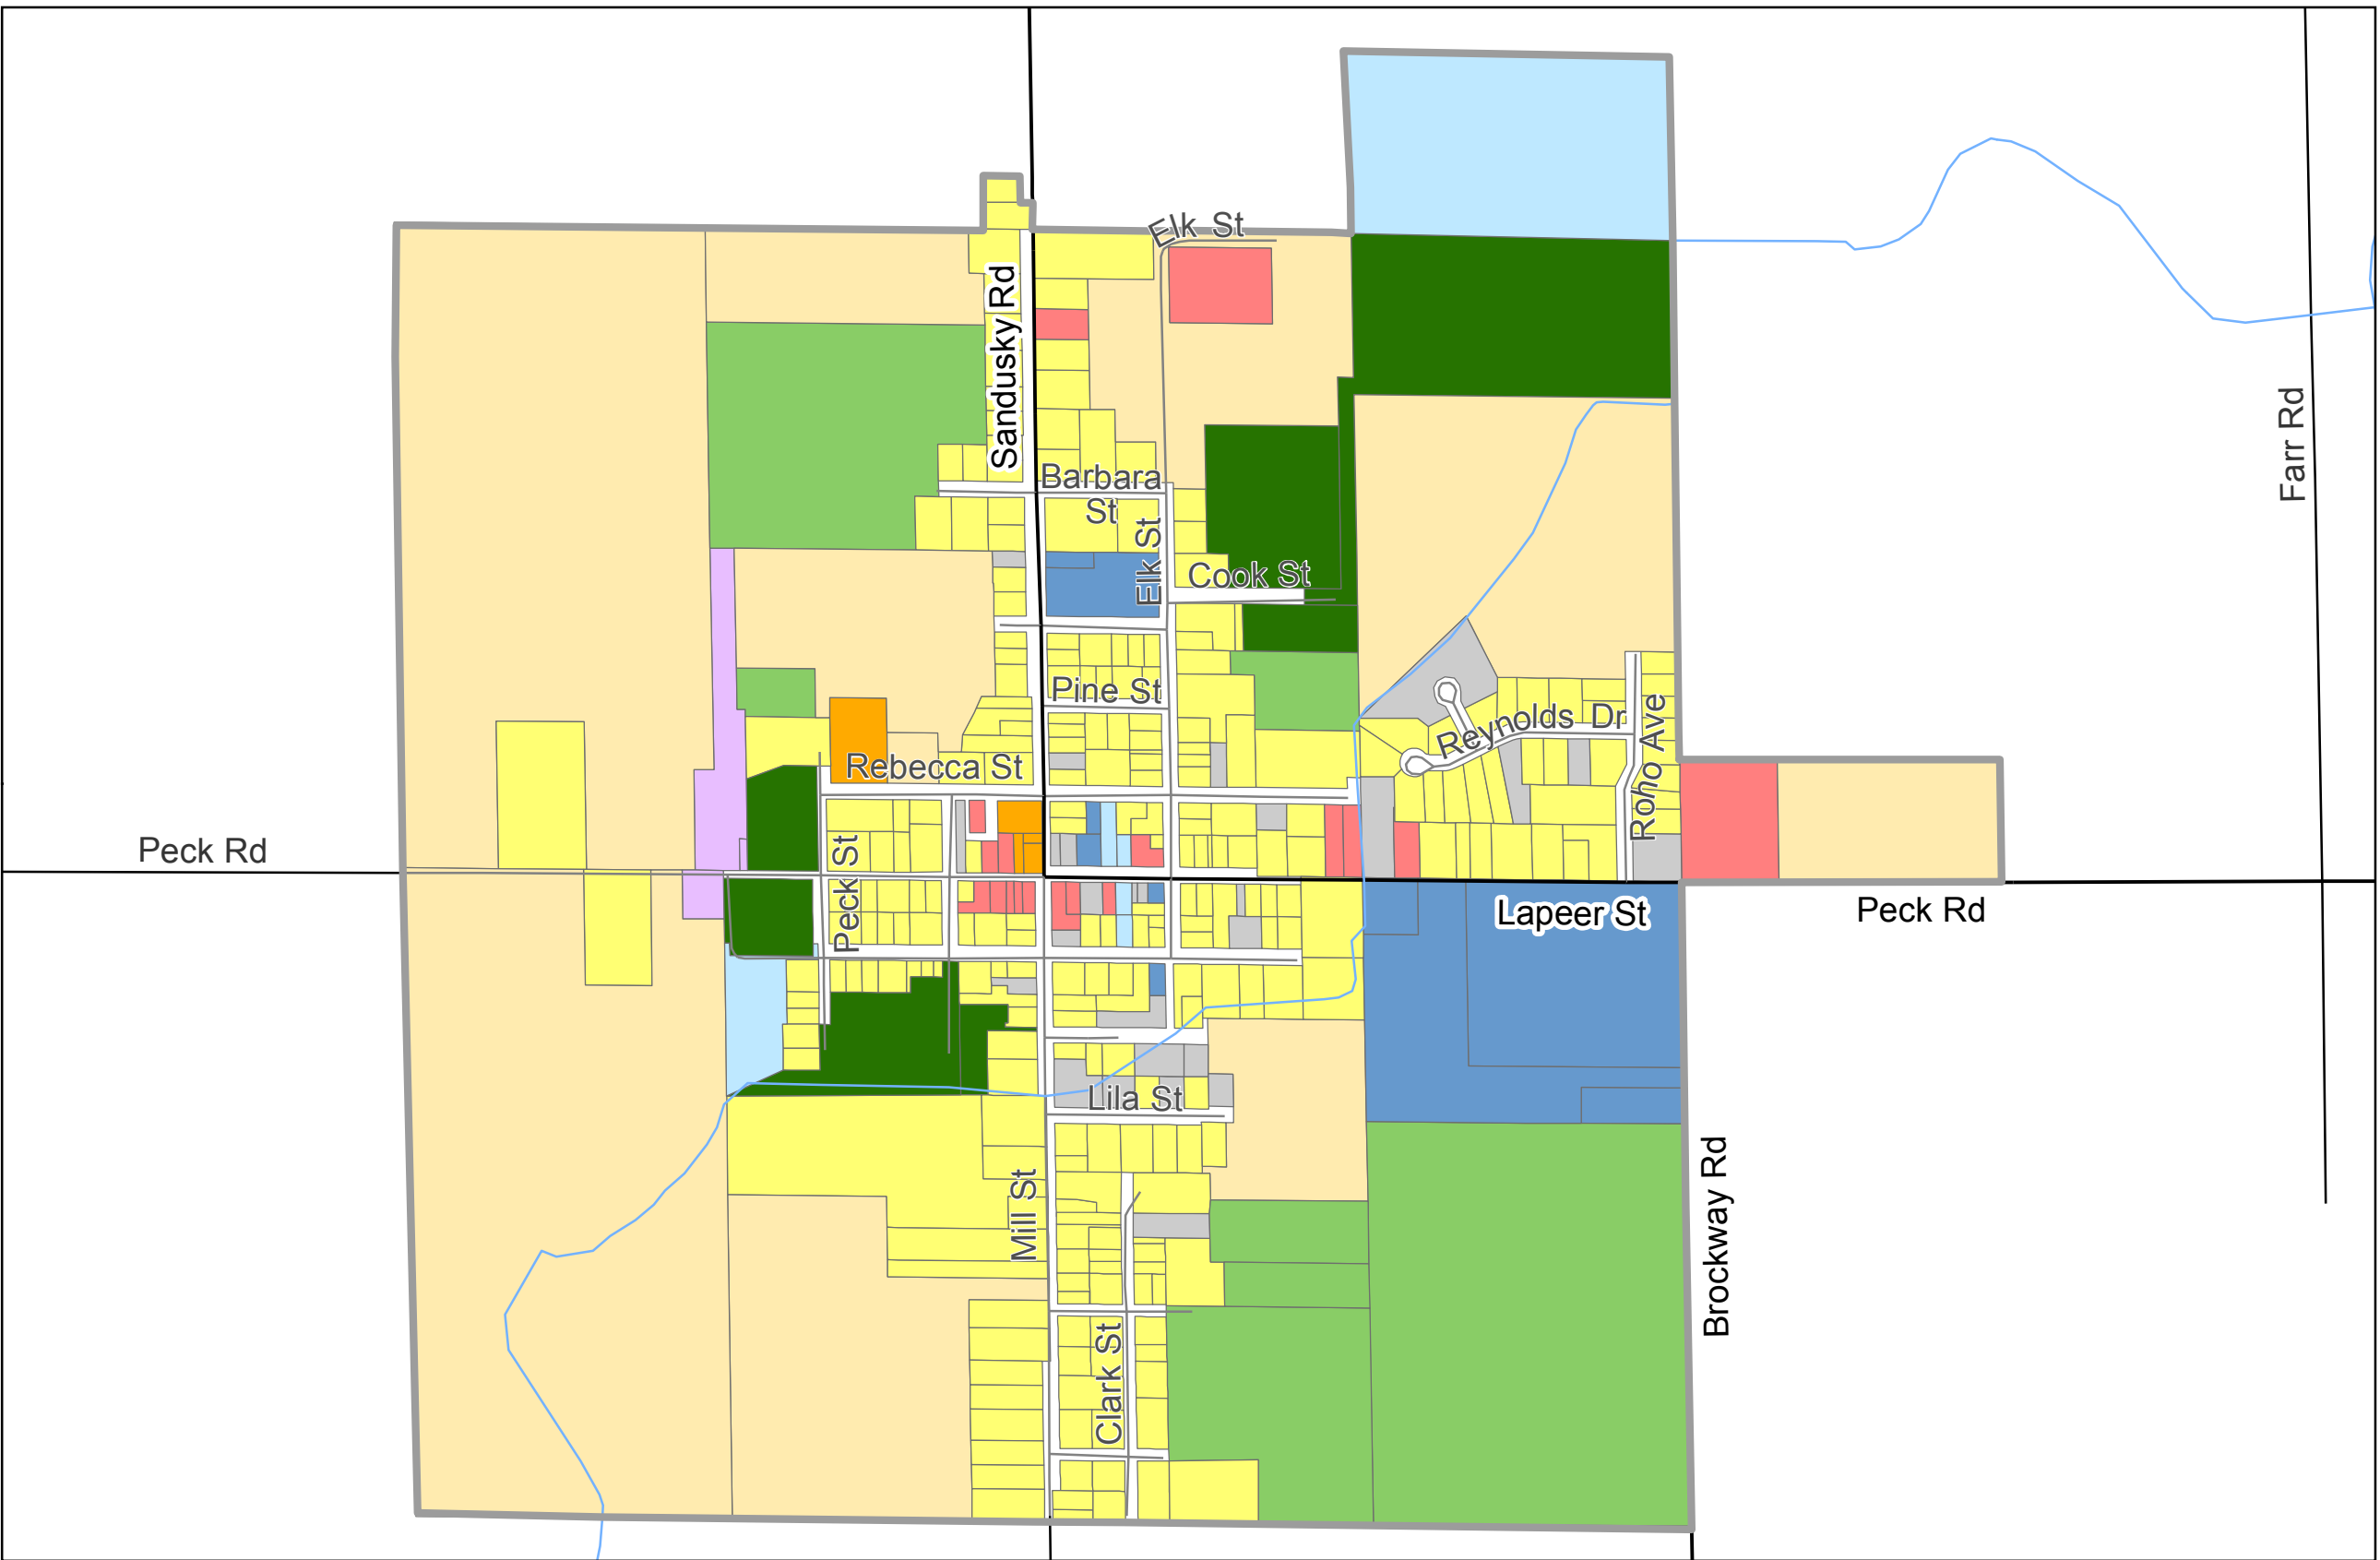 Elk St
Sandusky Rd
Farr Rd
Barbara
St
Elk St
Cook St
Pine St
Reynolds Dr
Roho Ave
Rebecca St
Peck Rd
Peck St
Lapeer St
Peck Rd
Lila St
Mill St
Brockway Rd
Clark St